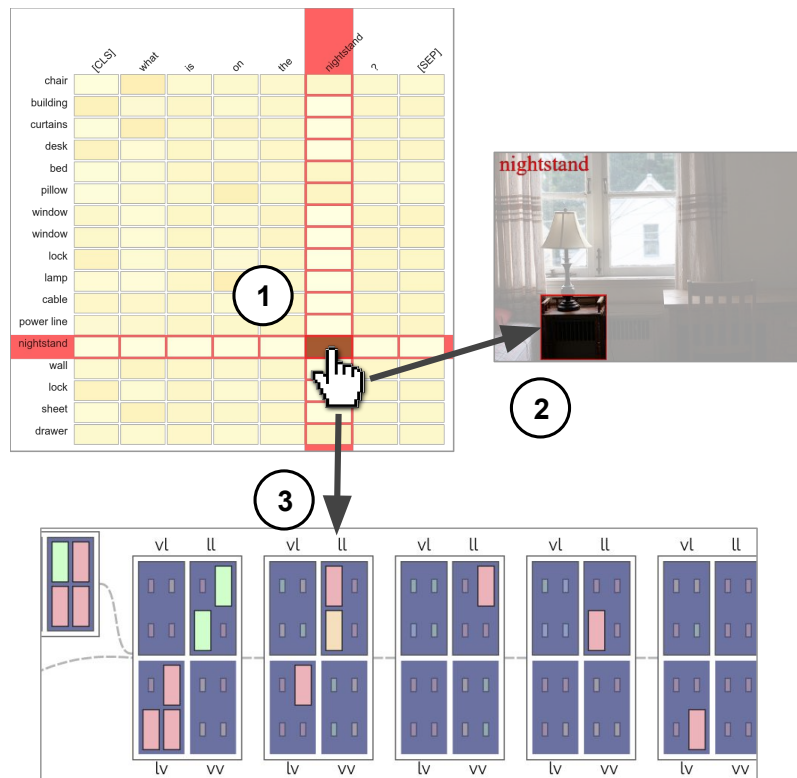 [CLS] what is on the nightstand ? [SEP]
chair
building
curtains
desk
bed
pillow
window
window
lock
lamp
cable
power line
nightstand
wall
lock
sheet
drawer
1
nightstand
2
3
vl ll vl ll vl ll vl ll vl ll
lv vv lv vv lv vv lv vv lv vv